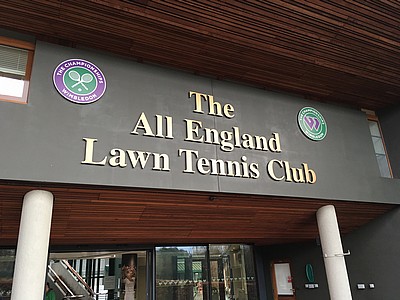 THE CHAMPIONSHIPS
WIMBLEDON
The
All England
Lawn Tennis Club